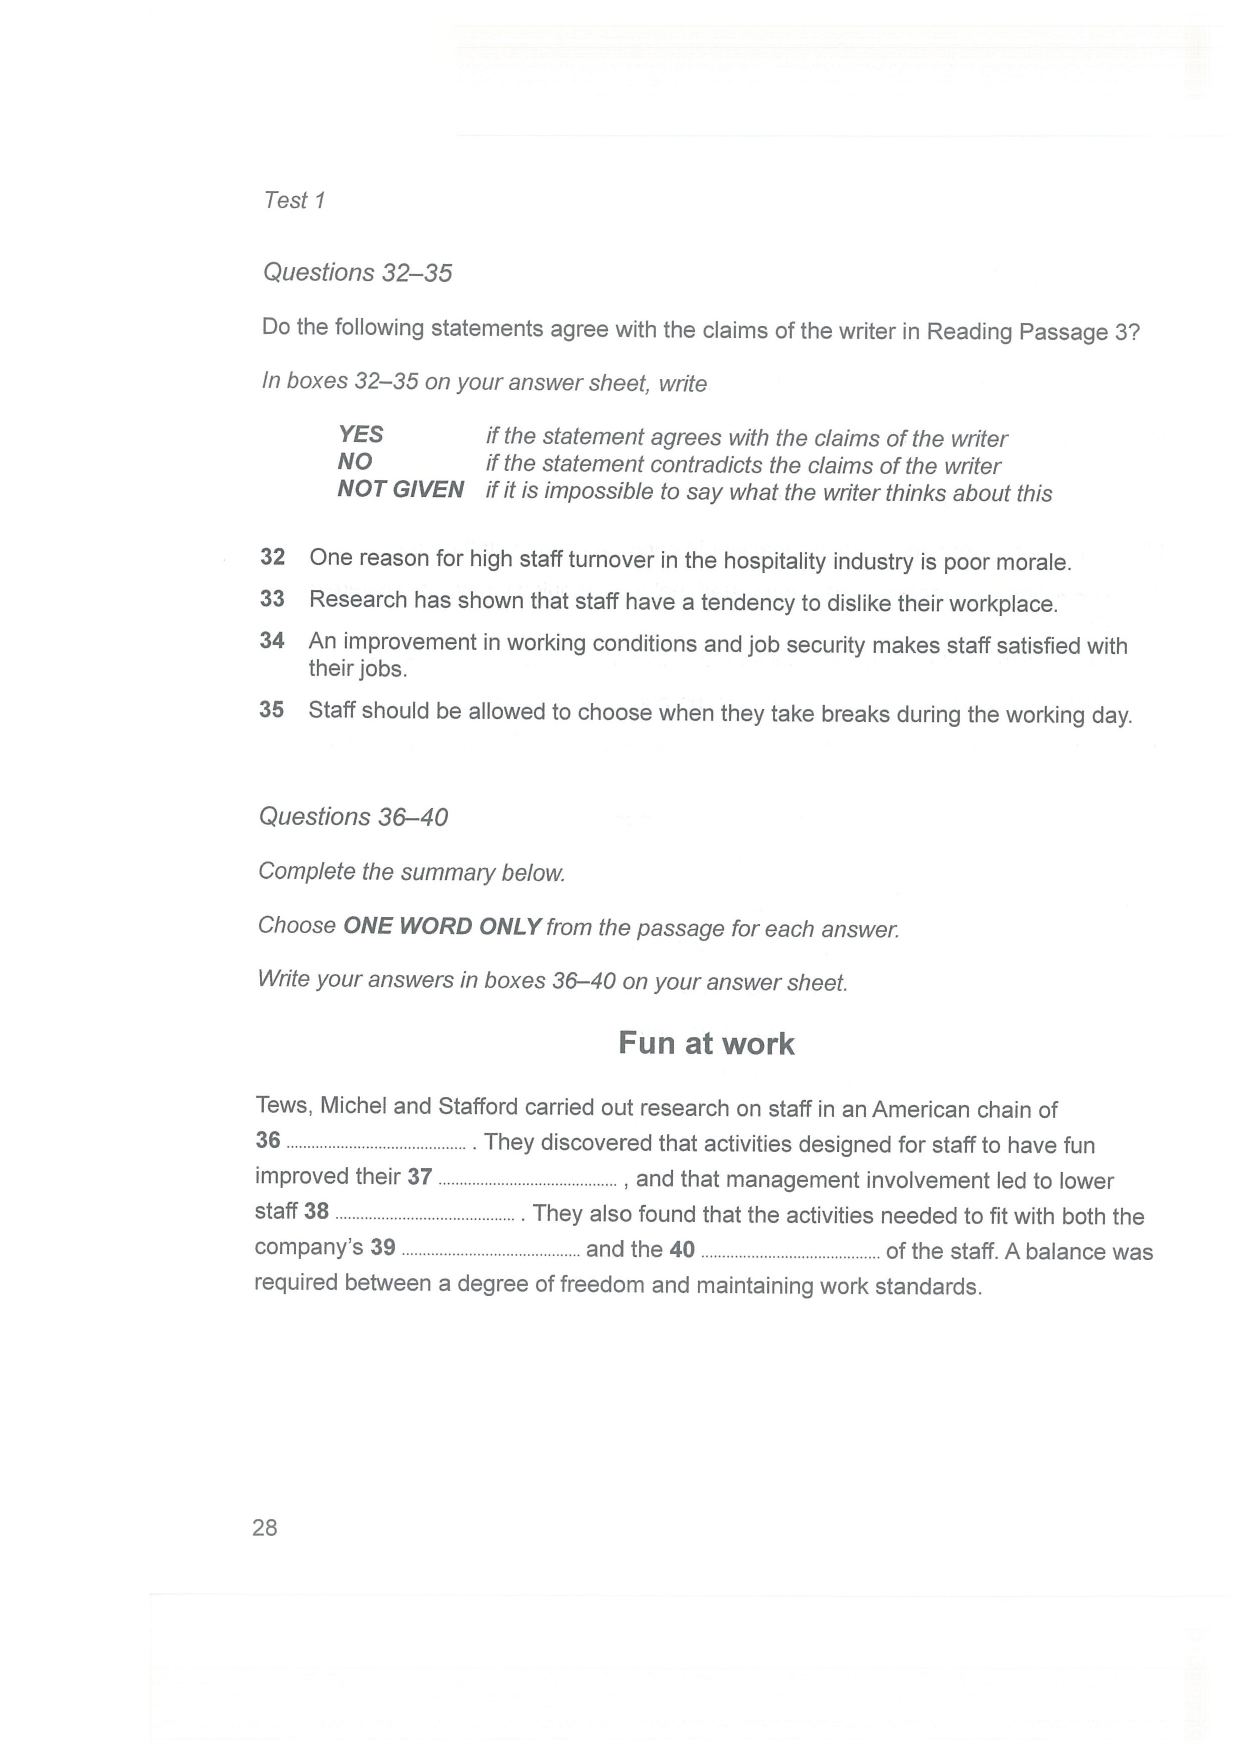 Test 1
Questions 32–35
Do the following statements agree with the claims of the writer in Reading Passage 3?
In boxes 32–35 on your answer sheet, write
YES if the statement agrees with the claims of the writer
NO if the statement contradicts the claims of the writer
NOT GIVEN if it is impossible to say what the writer thinks about this
32 One reason for high staff turnover in the hospitality industry is poor morale.
33 Research has shown that staff have a tendency to dislike their workplace.
34 An improvement in working conditions and job security makes staff satisfied with
their jobs.
35 Staff should be allowed to choose when they take breaks during the working day.
Questions 36–40
Complete the summary below.
Choose ONE WORD ONLY from the passage for each answer.
Write your answers in boxes 36–40 on your answer sheet.
Fun at work
Tews, Michel and Stafford carried out research on staff in an American chain of
36 ........................................... . They discovered that activities designed for staff to have fun
improved their 37 ........................................... , and that management involvement led to lower
staff 38 ........................................... . They also found that the activities needed to fit with both the
company's 39 ........................................... and the 40 ........................................... of the staff. A balance was
required between a degree of freedom and maintaining work standards.
28